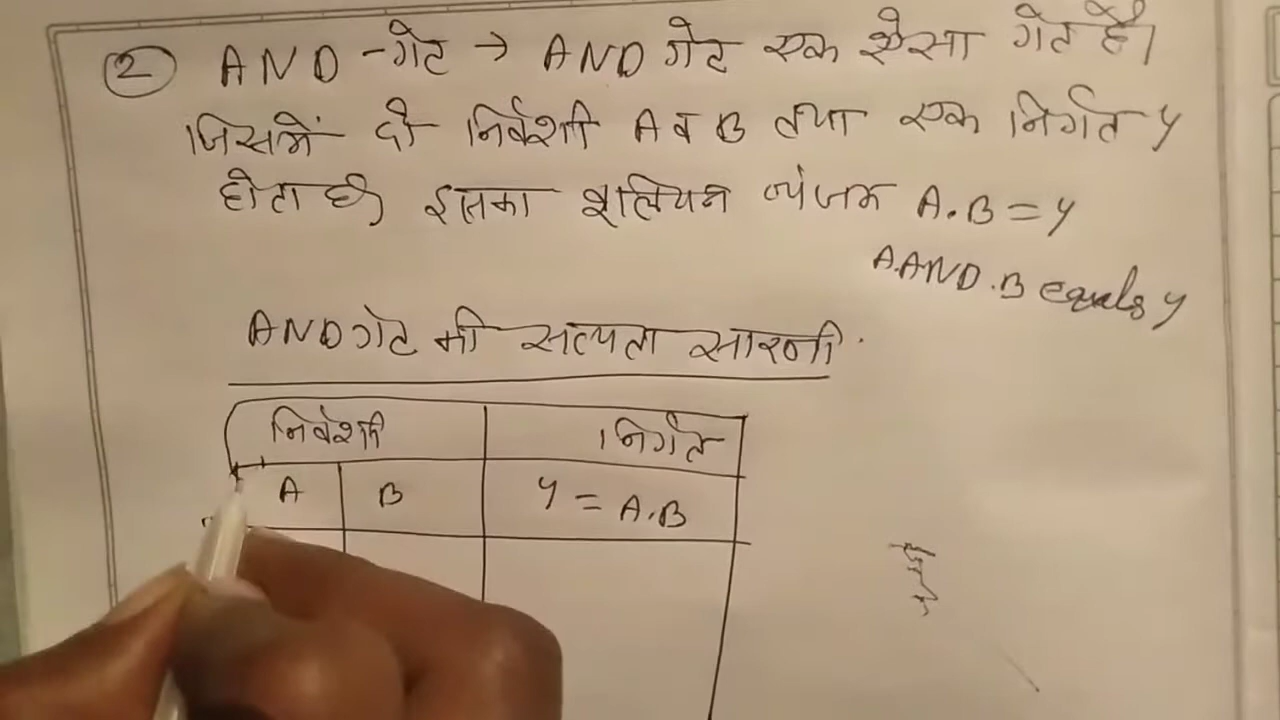 ② AND-गेट → AND गेट एक ऐसा गेट है।
जिसमें दो निवेशी A व B तथा एक निर्गत y
होता है, इसका बूलियन व्यंजक A.B = y
A.AND.B equals y
AND गेट की सत्यता सारणी.
निवेशी निर्गत
A B y = A.B